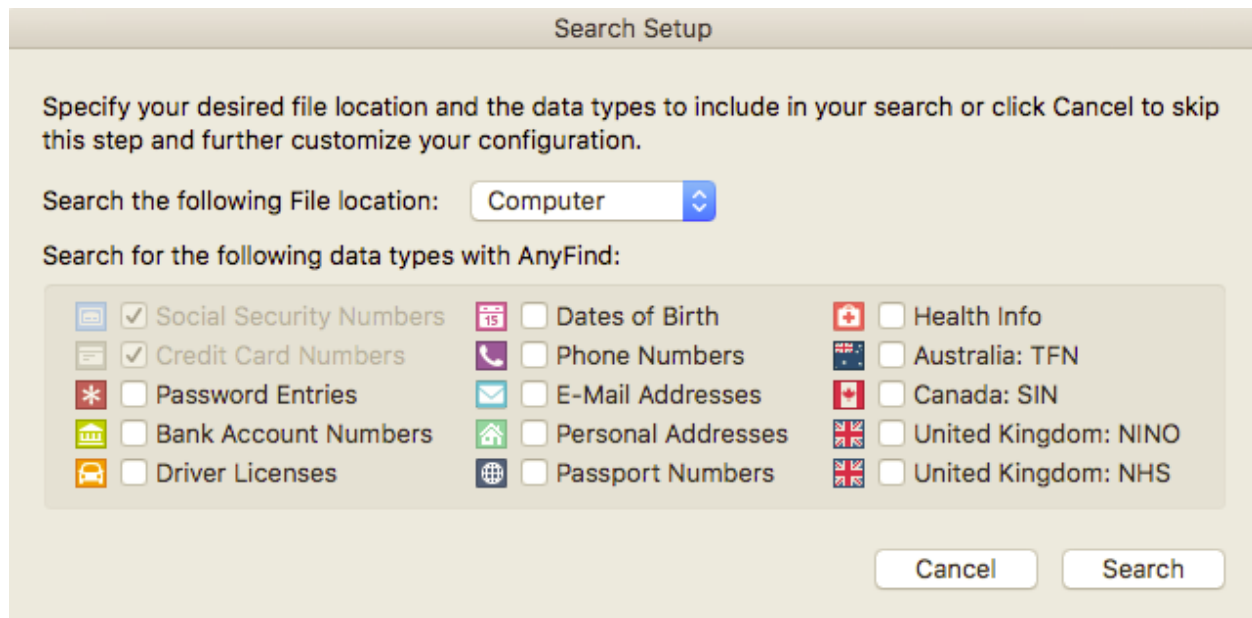 Search Setup
Specify your desired file location and the data types to include in your search or click Cancel to skip
this step and further customize your configuration.
Search the following File location: Computer
Search for the following data types with AnyFind:
Social Security Numbers
Credit Card Numbers
Password Entries
Bank Account Numbers
Driver Licenses
15
Dates of Birth
Phone Numbers
E-Mail Addresses
Personal Addresses
Passport Numbers
Health Info
Australia: TFN
Canada: SIN
United Kingdom: NINO
United Kingdom: NHS
Cancel
Search